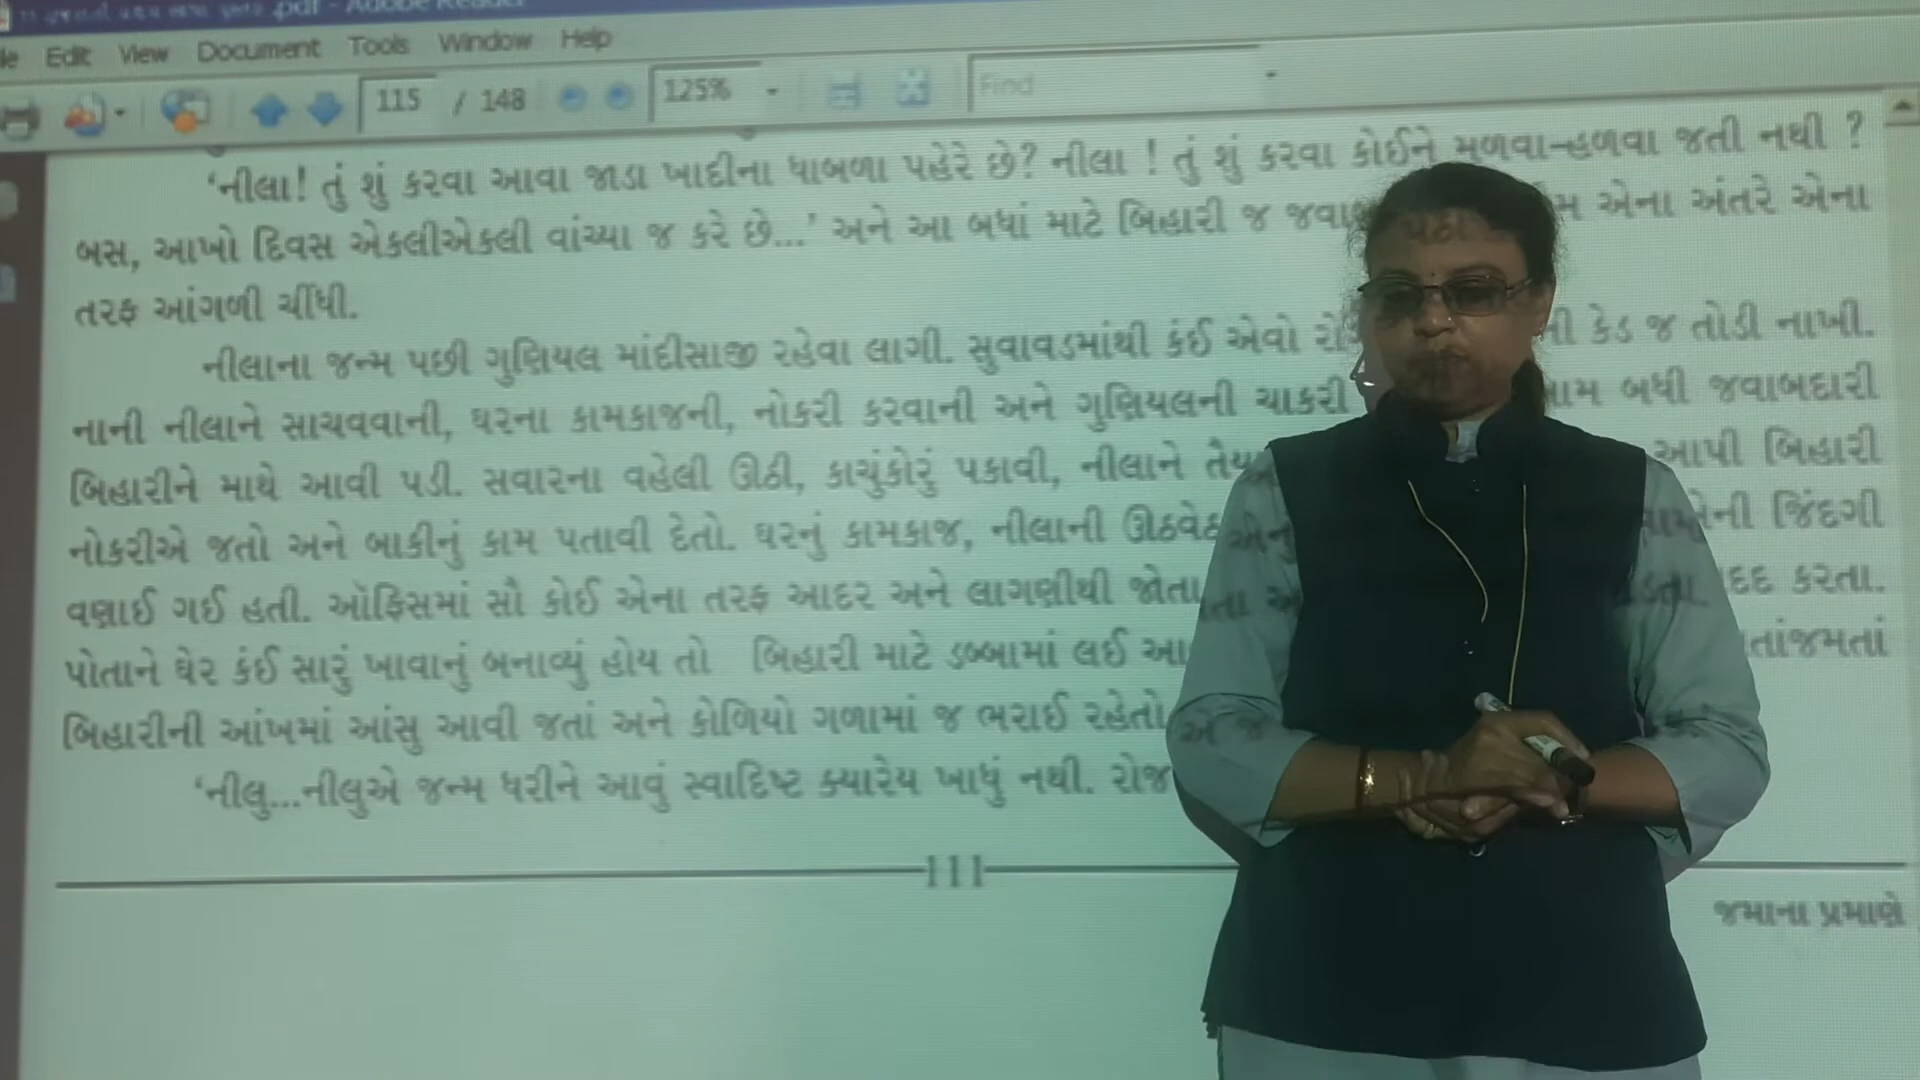 .pdf - Adobe Reader
Edit View Document Tools Window Help
115 / 148 125% Find
‘નીલા! તું શું કરવા આવા જાડા ખાદીના ધાબળા પહેરે છે? નીલા ! તું શું કરવા કોઈને મળવા-હળવા જતી નથી ?
બસ, આખો દિવસ એકલીએકલી વાંચ્યા જ કરે છે...’ અને આ બધાં માટે બિહારી જ એના અંતરે એના
તરફ આંગળી ચીંધી.
નીલાના જન્મ પછી ગુણિયલ માંદીસાજી રહેવા લાગી. સુવાવડમાંથી કંઈ એવો કેડ જ તોડી નાખી.
નાની નીલાને સાચવવાની, ઘરના કામકાજની, નોકરી કરવાની અને ગુણિયલની ચાકરી બધી જવાબદારી
બિહારીને માથે આવી પડી. સવારના વહેલી ઊઠી, કાચુંકોરું પકાવી, નીલાને આપી બિહારી
નોકરીએ જતો અને બાકીનું કામ પતાવી દેતો. ઘરનું કામકાજ, નીલાની ઊઠવેઠ જિંદગી
વણાઈ ગઈ હતી. ઑફિસમાં સૌ કોઈ એના તરફ આદર અને લાગણીથી જોતા કરતા.
પોતાને ઘેર કંઈ સારું ખાવાનું બનાવ્યું હોય તો બિહારી માટે ડબ્બામાં લઈ
બિહારીની આંખમાં આંસુ આવી જતાં અને કોળિયો ગળામાં જ ભરાઈ રહેતો
‘નીલુ...નીલુએ જન્મ ધરીને આવું સ્વાદિષ્ટ ક્યારેય ખાધું નથી. રોજ
111
જમાના પ્રમાણે